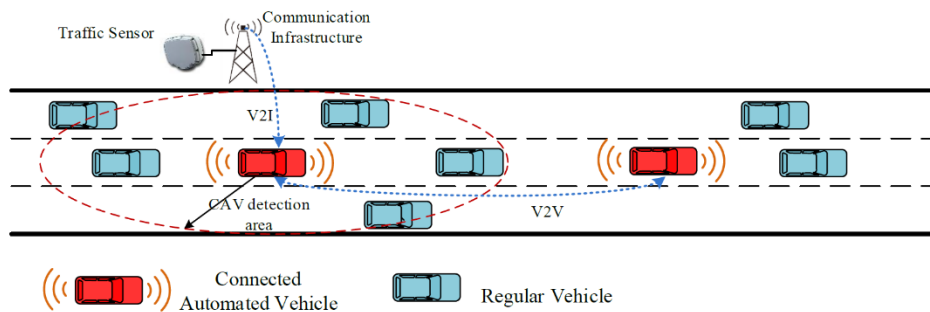 Communication
Infrastructure
Traffic Sensor
V2I
CAV detection
area
V2V
Connected
Automated Vehicle
Regular Vehicle